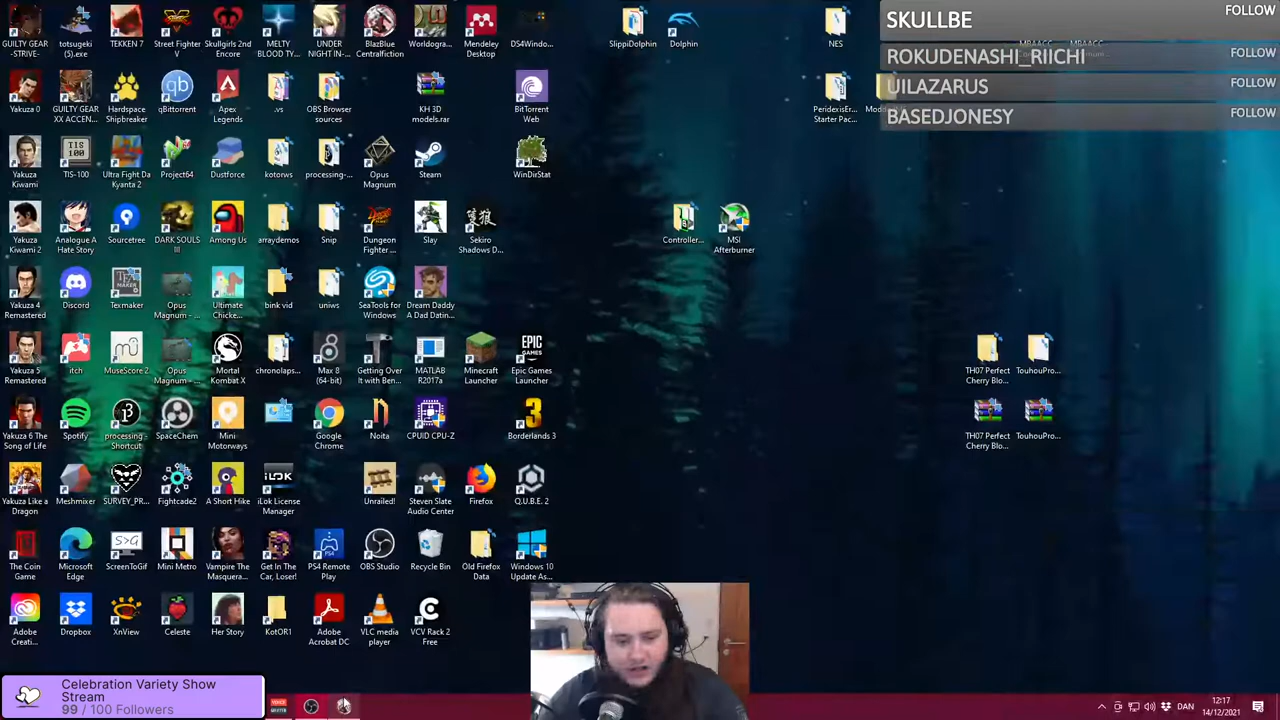 SKULLBE
FOLLOW
ROKUDENASHI_RIICHI
FOLLOW
UILAZARUS
FOLLOW
BASEDJONESY
FOLLOW
GUILTY GEAR
-STRIVE-
totsugeki
(5).exe
TEKKEN 7
Street Fighter
V
Skullgirls 2nd
Encore
MELTY
BLOOD TY...
UNDER
NIGHT IN-...
BlazBlue
Centralfiction
Worldogra...
Mendeley
Desktop
DS4Windo...
SlippiDolphin
Dolphin
NES
Yakuza 0
GUILTY GEAR
XX ACCEN...
Hardspace
Shipbreaker
qBittorrent
Apex
Legends
.vs
OBS Browser
sources
KH 3D
models.rar
BitTorrent
Web
PeridexisEr...
Starter Pac...
Yakuza
Kiwami
TIS-100
Ultra Fight Da
Kyanta 2
Project64
Dustforce
kotorws
processing-...
Opus
Magnum
Steam
WinDirStat
Yakuza
Kiwami 2
Analogue A
Hate Story
Sourcetree
DARK SOULS
III
Among Us
arraydemos
Snip
Dungeon
Fighter ...
Slay
Sekiro
Shadows D...
Controller...
MSI
Afterburner
Yakuza 4
Remastered
Discord
Texmaker
Opus
Magnum - ...
Ultimate
Chicke...
bink vid
uniws
SeaTools for
Windows
Dream Daddy
A Dad Datin...
Yakuza 5
Remastered
itch
MuseScore 2
Opus
Magnum - ...
Mortal
Kombat X
chronolaps...
Max 8
(64-bit)
Getting Over
It with Ben...
MATLAB
R2017a
Minecraft
Launcher
Epic Games
Launcher
TH07 Perfect
Cherry Blo...
TouhouPro...
Yakuza 6 The
Song of Life
Spotify
processing -
Shortcut
SpaceChem
Mini
Motorways
Google
Chrome
Noita
CPUID CPU-Z
Borderlands 3
TH07 Perfect
Cherry Blo...
TouhouPro...
Yakuza Like a
Dragon
Meshmixer
SURVEY_PR...
Fightcade2
A Short Hike
iLok License
Manager
Unrailed!
Steven Slate
Audio Center
Firefox
Q.U.B.E. 2
The Coin
Game
Microsoft
Edge
ScreenToGif
Mini Metro
Vampire The
Masquera...
Get In The
Car, Loser!
PS4 Remote
Play
OBS Studio
Recycle Bin
Old Firefox
Data
Windows 10
Update As...
Adobe
Creati...
Dropbox
XnView
Celeste
Her Story
KotOR1
Adobe
Acrobat DC
VLC media
player
VCV Rack 2
Free
Celebration Variety Show
Stream
99 / 100 Followers
DAN
12:17
14/12/2021